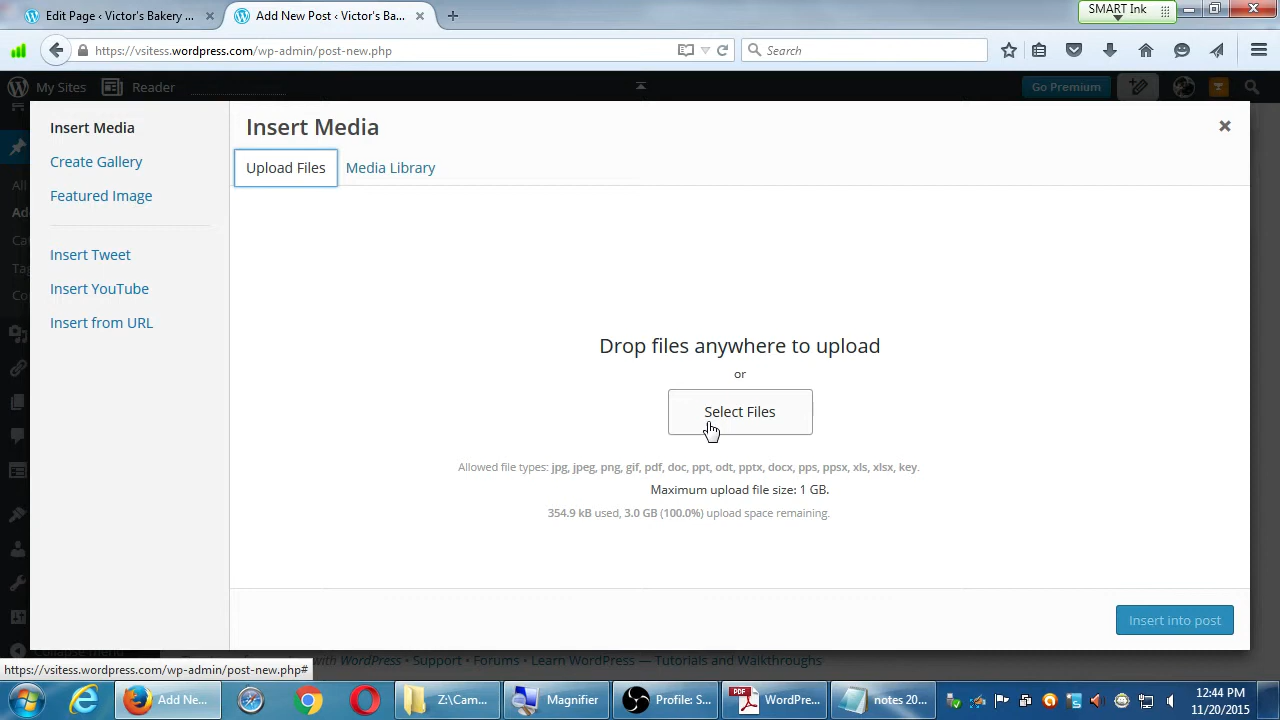 Edit Page ‹ Victor's Bakery ...
Add New Post ‹ Victor's Ba...
SMART Ink
https://vsitess.wordpress.com/wp-admin/post-new.php
Search
My Sites
Reader
Go Premium
Insert Media
Create Gallery
Featured Image
Insert Tweet
Insert YouTube
Insert from URL
Insert Media
Upload Files
Media Library
Drop files anywhere to upload
or
Select Files
Allowed file types: jpg, jpeg, png, gif, pdf, doc, ppt, odt, pptx, docx, pps, ppsx, xls, xlsx, key.
Maximum upload file size: 1 GB.
354.9 kB used, 3.0 GB (100.0%) upload space remaining.
Insert into post
All
Collapse menu
with WordPress • Support • Forums • Learn WordPress — Tutorials and Walkthroughs
https://vsitess.wordpress.com/wp-admin/post-new.php#
Add Ne...
Z:\Cam...
Magnifier
Profile: S...
PDF
WordPre...
notes 20...
12:44 PM
11/20/2015